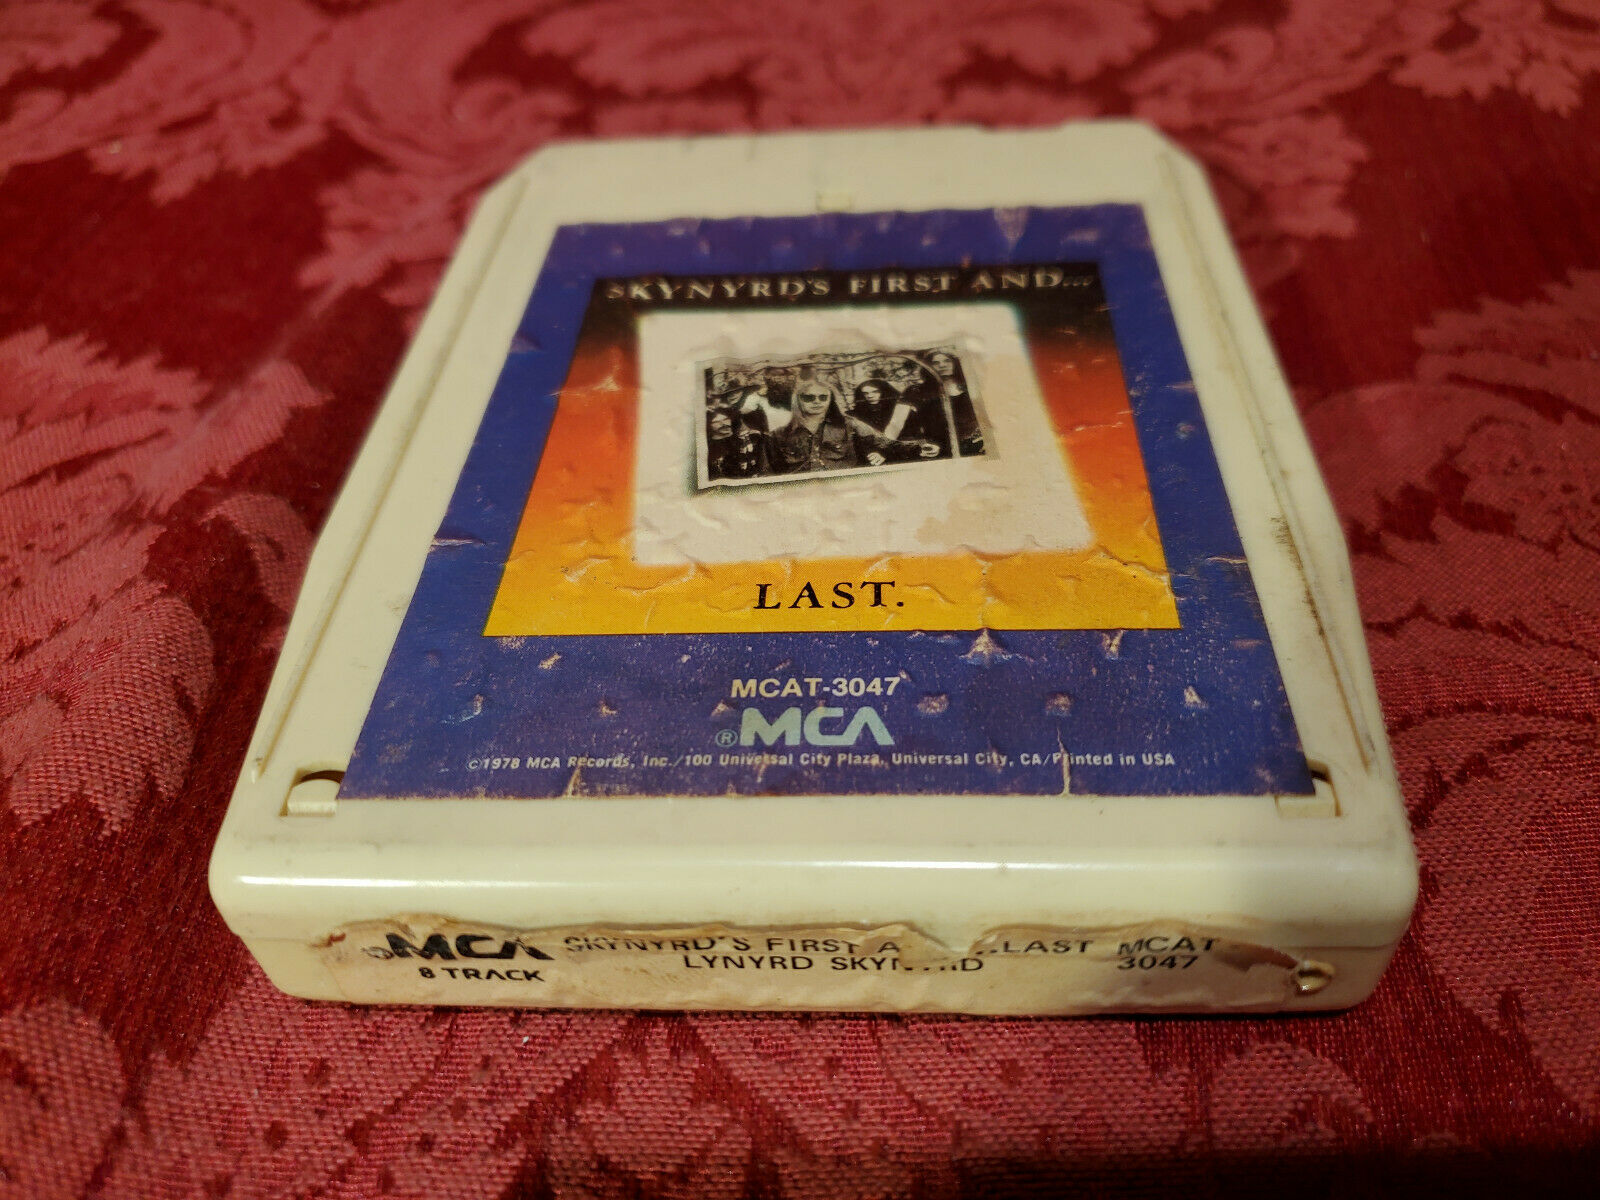 SKYNYRD'S FIRST AND...
LAST.
MCAT-3047
®MCA
©1978 MCA Records, Inc./100 Universal City Plaza, Universal City, CA/Printed in USA
MCA SKYNYRD'S FIRST A ..LAST MCAT
8 TRACK LYNYRD SKYNYRD 3047